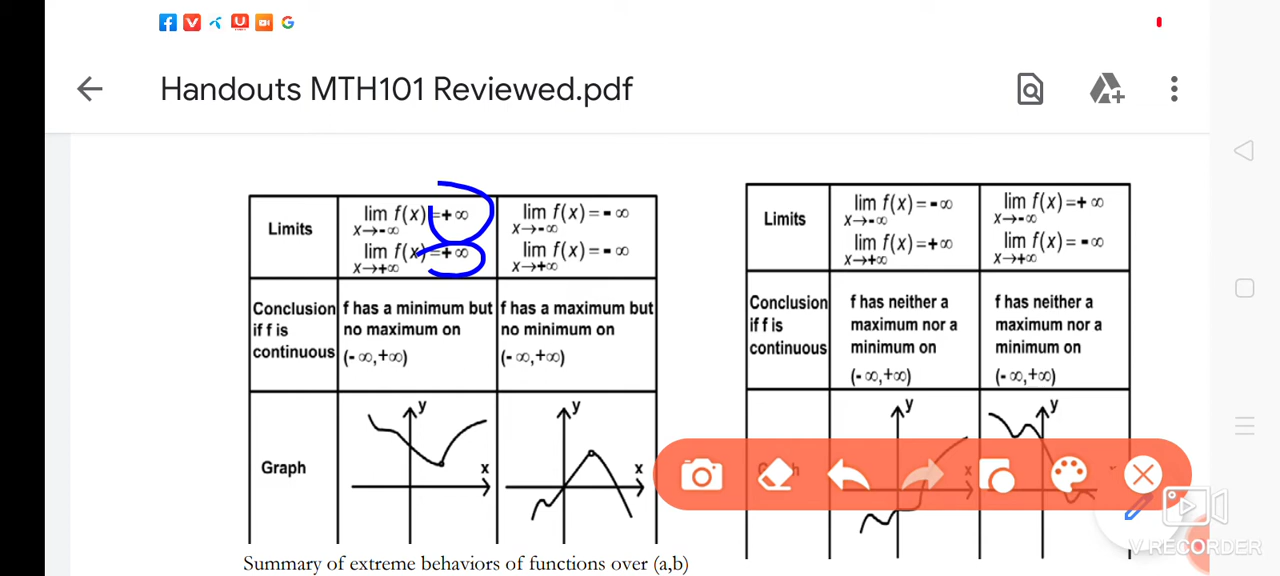 Handouts MTH101 Reviewed.pdf
Limits
lim f(x) = +∞
x→-∞
lim f(x) = +∞
x→+∞
lim f(x) = -∞
x→-∞
lim f(x) = -∞
x→+∞
Conclusion if f is continuous
f has a minimum but
no maximum on
(-∞,+∞)
f has a maximum but
no minimum on
(-∞,+∞)
Graph
y
x
y
x
Limits
lim f(x) = -∞
x→-∞
lim f(x) = +∞
x→+∞
lim f(x) = +∞
x→-∞
lim f(x) = -∞
x→+∞
Conclusion
if f is
continuous
f has neither a
maximum nor a
minimum on
(-∞,+∞)
f has neither a
maximum nor a
minimum on
(-∞,+∞)
y
x
y
V RECORDER
Summary of extreme behaviors of functions over (a,b)